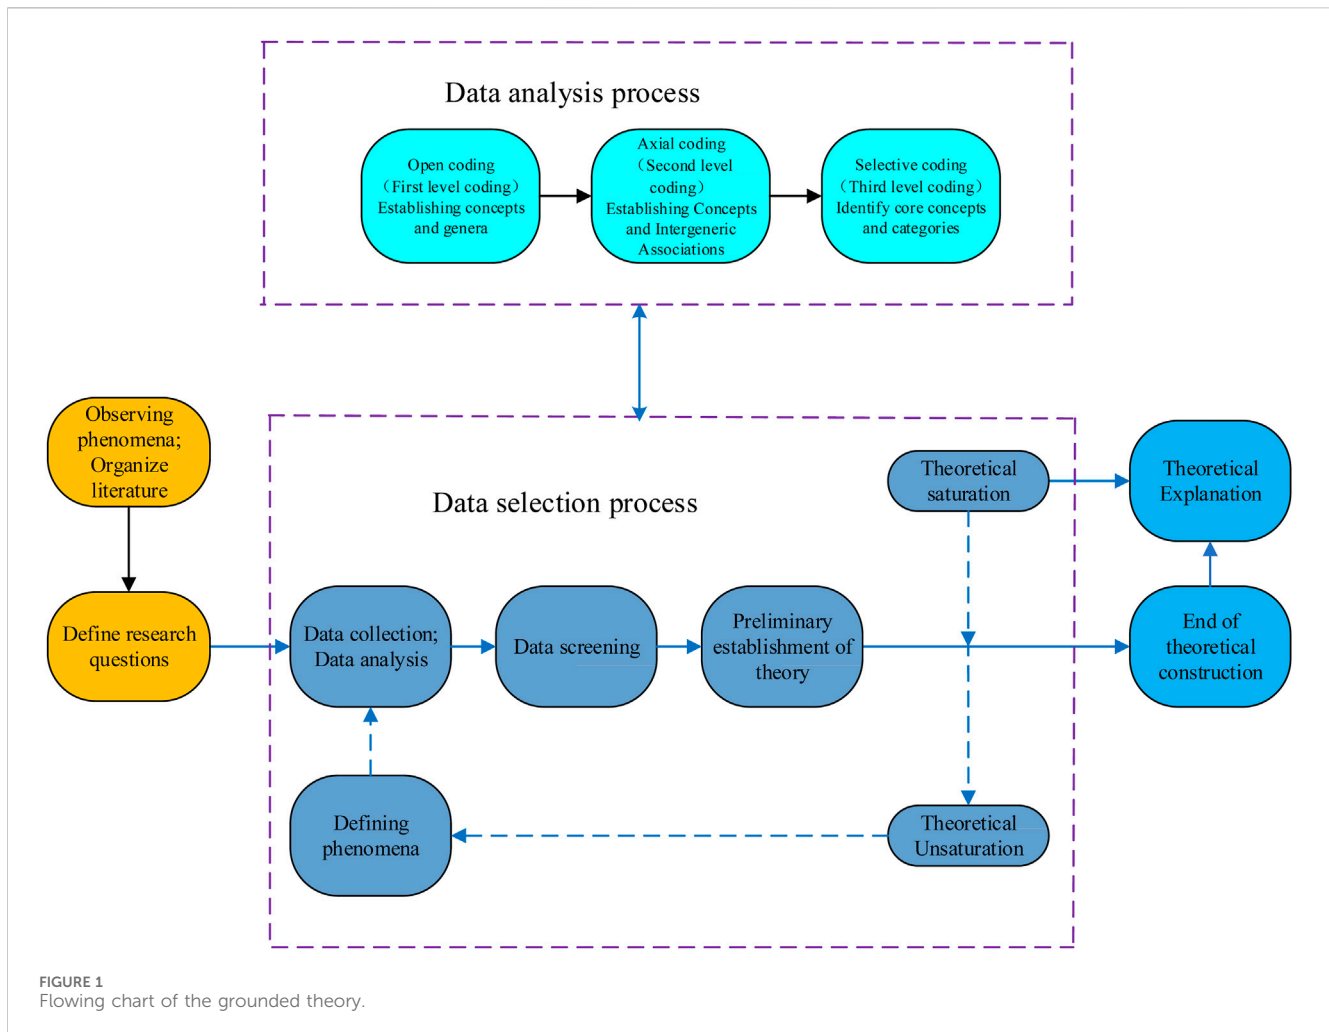 Data analysis process
Open coding
（First level coding）
Establishing concepts
and genera
Axial coding
（Second level
coding）
Establishing Concepts
and Intergeneric
Associations
Selective coding
（Third level coding）
Identify core concepts
and categories
Observing
phenomena;
Organize
literature
Define research
questions
Data selection process
Data collection;
Data analysis
Data screening
Preliminary
establishment of
theory
Theoretical
saturation
Theoretical
Explanation
End of
theoretical
construction
Defining
phenomena
Theoretical
Unsaturation
FIGURE 1
Flowing chart of the grounded theory.